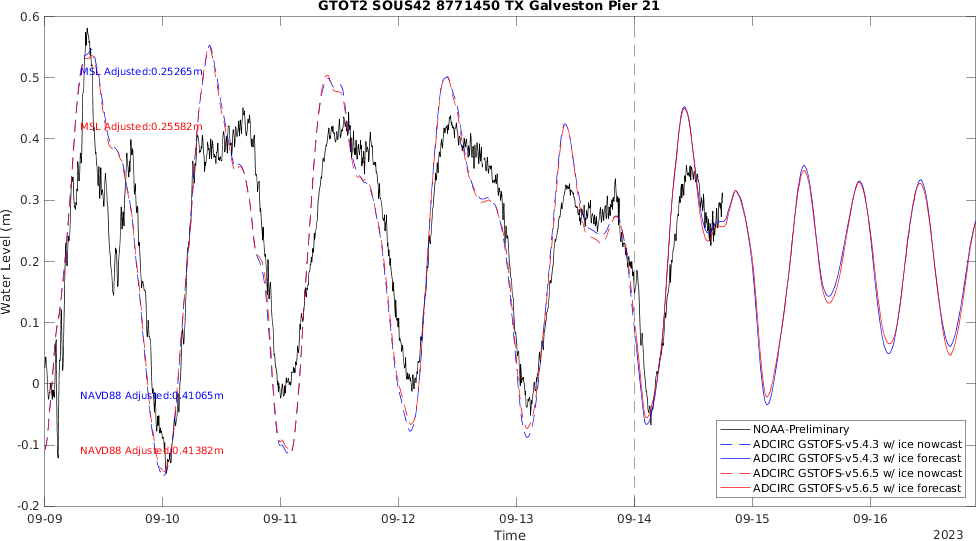 GTOT2 SOUS42 8771450 TX Galveston Pier 21
0.6
0.5
0.4
0.3
0.2
0.1
0
-0.1
-0.2
Water Level (m)
MSL Adjusted:0.25265m
MSL Adjusted:0.25582m
NAVD88 Adjusted:0.41065m
NAVD88 Adjusted:0.41382m
NOAA-Preliminary
ADCIRC GSTOFS-v5.4.3 w/ ice nowcast
ADCIRC GSTOFS-v5.4.3 w/ ice forecast
ADCIRC GSTOFS-v5.6.5 w/ ice nowcast
ADCIRC GSTOFS-v5.6.5 w/ ice forecast
09-09 09-10 09-11 09-12 09-13 09-14 09-15 09-16
Time
2023